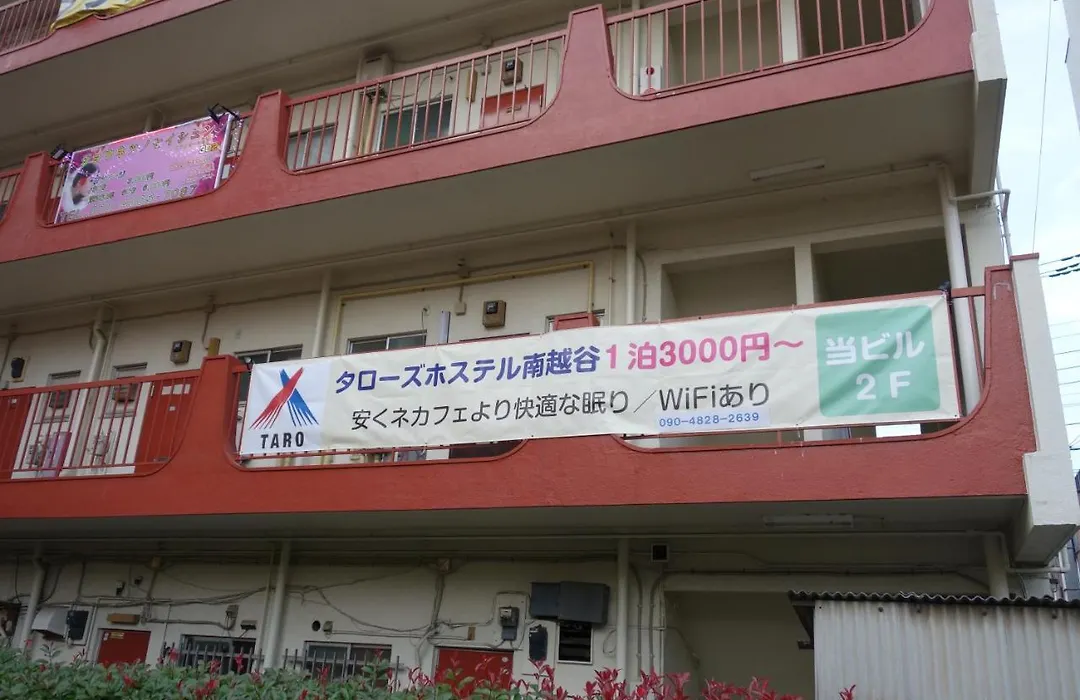 タローズホステル南越谷1泊3000円～
安くネカフェより快適な眠り／WiFiあり
090-4828-2639
TARO
当ビル
2F